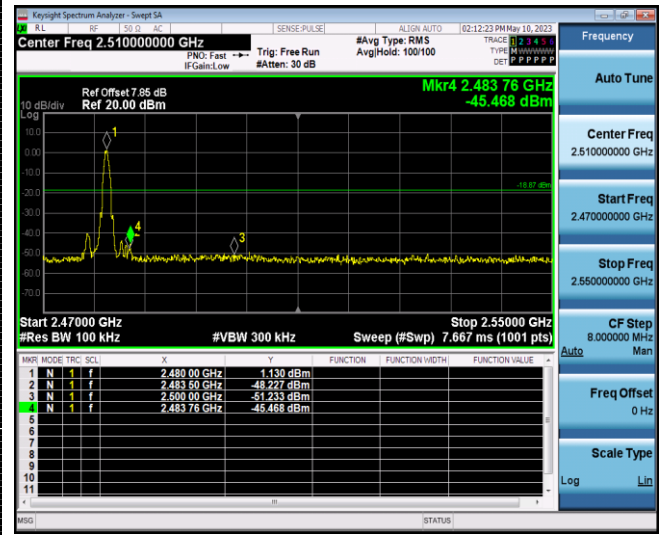 Keysight Spectrum Analyzer - Swept SA
RL RF 50 Ω AC SENSE:PULSE ALIGN AUTO 02:12:23 PM May 10, 2023
Center Freq 2.510000000 GHz
PNO: Fast
IFGain:Low
Trig: Free Run
#Atten: 30 dB
#Avg Type: RMS
Avg|Hold: 100/100
TRACE 1 2 3 4 5 6
TYPE M WWWWW
DET P P P P P P
Ref Offset 7.85 dB
Ref 20.00 dBm
10 dB/div
Log
Mkr4 2.483 76 GHz
-45.468 dBm
10.0
0.00
-10.0
-20.0
-30.0
-40.0
-50.0
-60.0
-70.0
1
4
3
-18.87 dBm
Start 2.47000 GHz
#Res BW 100 kHz
#VBW 300 kHz
Stop 2.55000 GHz
Sweep (#Swp) 7.667 ms (1001 pts)
MKR MODE TRC SCL X Y FUNCTION FUNCTION WIDTH FUNCTION VALUE
1 N 1 f 2.480 00 GHz 1.130 dBm
2 N 1 f 2.483 50 GHz -48.227 dBm
3 N 1 f 2.500 00 GHz -51.233 dBm
4 N 1 f 2.483 76 GHz -45.468 dBm
5
6
7
8
9
10
11
MSG STATUS
Frequency
Auto Tune
Center Freq
2.510000000 GHz
Start Freq
2.470000000 GHz
Stop Freq
2.550000000 GHz
CF Step
8.000000 MHz
Auto Man
Freq Offset
0 Hz
Scale Type
Log Lin